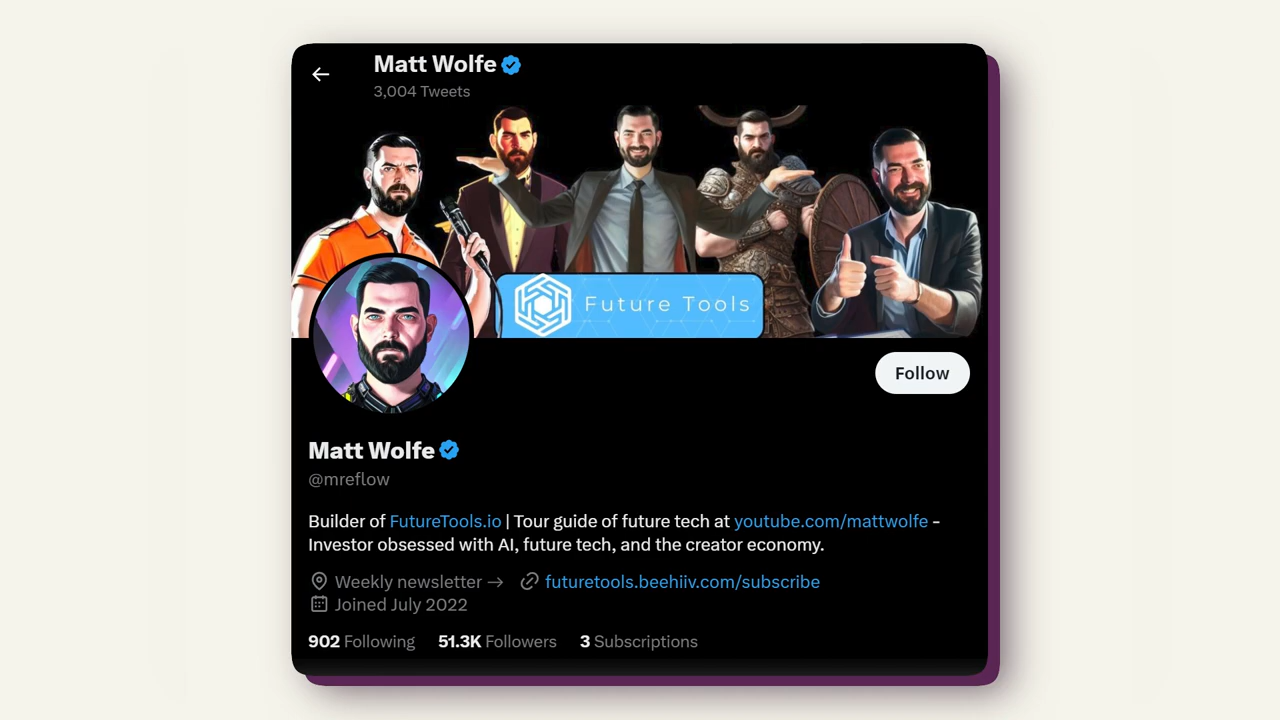 Matt Wolfe
3,004 Tweets
Future Tools
Follow
Matt Wolfe
@mreflow
Builder of FutureTools.io | Tour guide of future tech at youtube.com/mattwolfe –
Investor obsessed with AI, future tech, and the creator economy.
Weekly newsletter → futuretools.beehiiv.com/subscribe
Joined July 2022
902 Following 51.3K Followers 3 Subscriptions